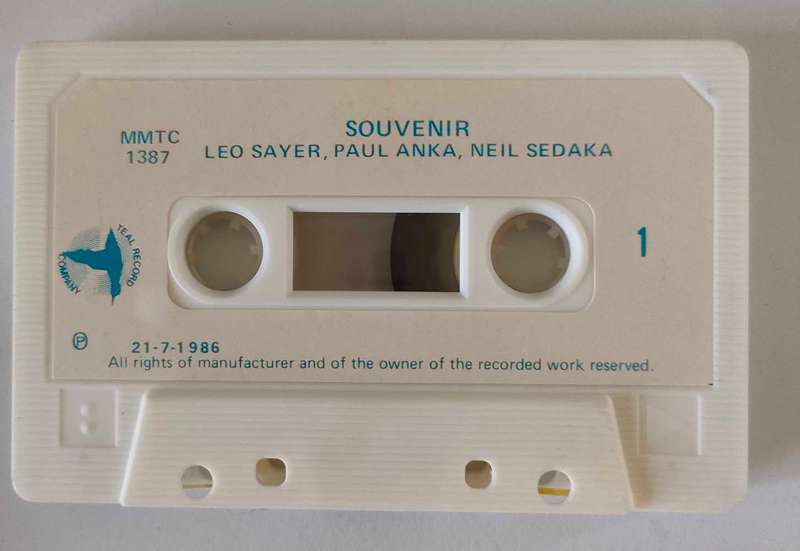 SOUVENIR
MMTC
1387
LEO SAYER, PAUL ANKA, NEIL SEDAKA
1
TEAL RECORD
COMPANY
Ⓟ 21-7-1986
All rights of manufacturer and of the owner of the recorded work reserved.